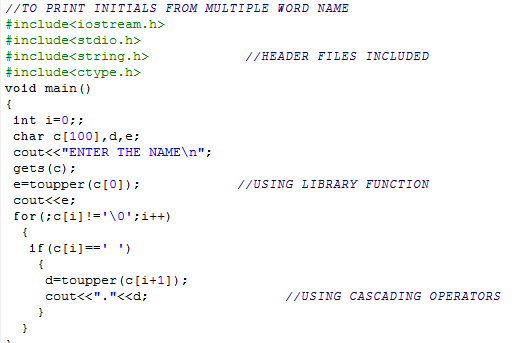 //TO PRINT INITIALS FROM MULTIPLE WORD NAME
#include<iostream.h>
#include<stdio.h>
#include<string.h> //HEADER FILES INCLUDED
#include<ctype.h>
void main()
{
int i=0;;
char c[100],d,e;
cout<<"ENTER THE NAME\n";
gets(c);
e=toupper(c[0]); //USING LIBRARY FUNCTION
cout<<e;
for(;c[i]!='\0';i++)
{
if(c[i]==' ')
{
d=toupper(c[i+1]);
cout<<"."<<d; //USING CASCADING OPERATORS
}
}